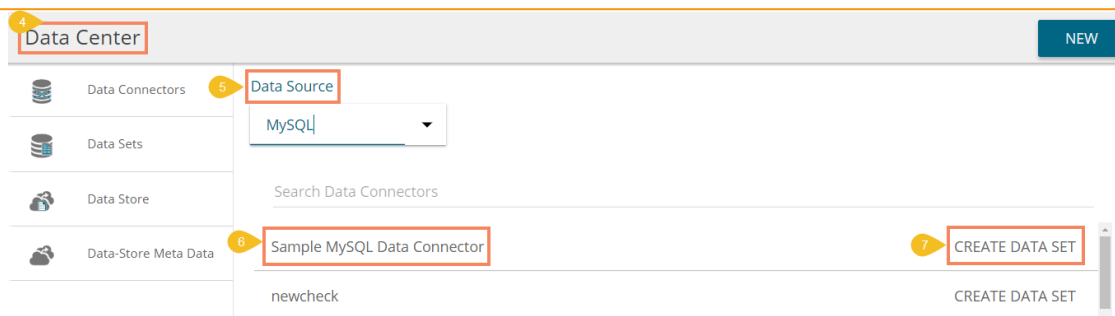 4
Data Center
NEW
Data Connectors
Data Sets
Data Store
Data-Store Meta Data
5
Data Source
MySQL
Search Data Connectors
6
Sample MySQL Data Connector
7
CREATE DATA SET
newcheck
CREATE DATA SET